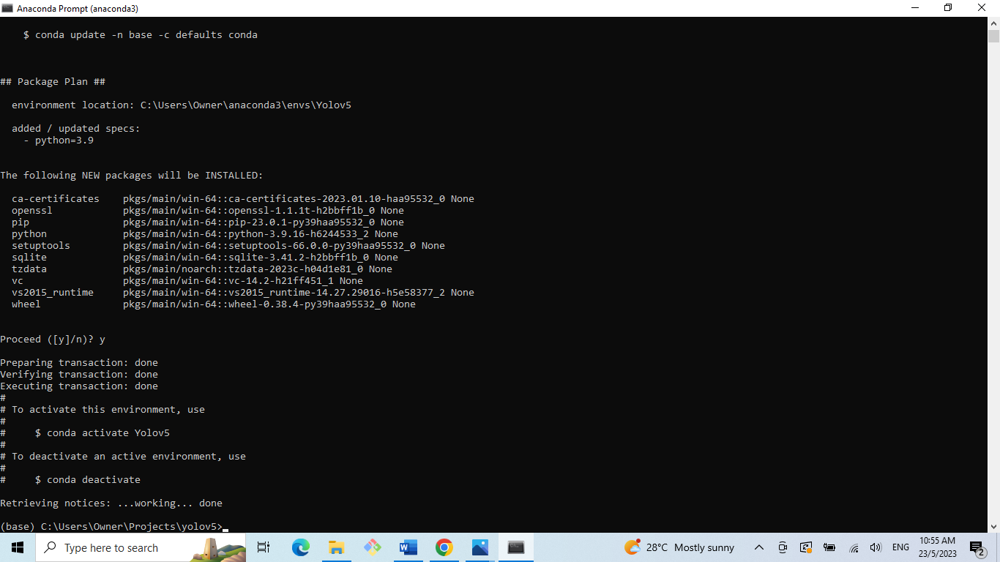 Anaconda Prompt (anaconda3)
$ conda update -n base -c defaults conda
## Package Plan ##
environment location: C:\Users\Owner\anaconda3\envs\Yolov5
added / updated specs:
- python=3.9
The following NEW packages will be INSTALLED:
ca-certificates pkgs/main/win-64::ca-certificates-2023.01.10-haa95532_0 None
openssl pkgs/main/win-64::openssl-1.1.1t-h2bbff1b_0 None
pip pkgs/main/win-64::pip-23.0.1-py39haa95532_0 None
python pkgs/main/win-64::python-3.9.16-h6244533_2 None
setuptools pkgs/main/win-64::setuptools-66.0.0-py39haa95532_0 None
sqlite pkgs/main/win-64::sqlite-3.41.2-h2bbff1b_0 None
tzdata pkgs/main/noarch::tzdata-2023c-h04d1e81_0 None
vc pkgs/main/win-64::vc-14.2-h21ff451_1 None
vs2015_runtime pkgs/main/win-64::vs2015_runtime-14.27.29016-h5e58377_2 None
wheel pkgs/main/win-64::wheel-0.38.4-py39haa95532_0 None
Proceed ([y]/n)? y
Preparing transaction: done
Verifying transaction: done
Executing transaction: done
#
# To activate this environment, use
#
# $ conda activate Yolov5
#
# To deactivate an active environment, use
#
# $ conda deactivate
Retrieving notices: ...working... done
(base) C:\Users\Owner\Projects\yolov5>
Type here to search
28°C Mostly sunny
ENG
10:55 AM
23/5/2023
2